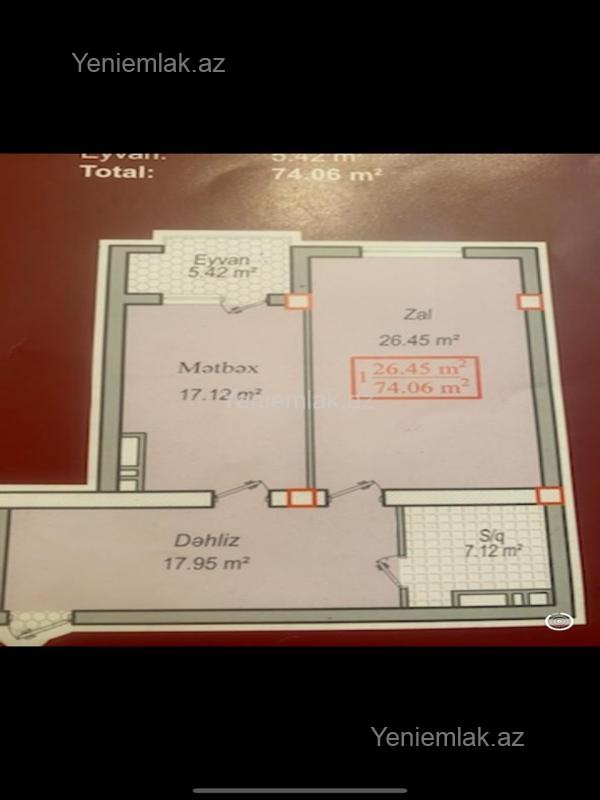 Yeniemlak.az
Eyvan: 5.42 m²
Total: 74.06 m²
Eyvan
5.42 m²
Zal
26.45 m²
1 26.45 m²
74.06 m²
Mətbəx
17.12 m²
Yeniemlak.az
Dəhliz
17.95 m²
S/q
7.12 m²
Yeniemlak.az